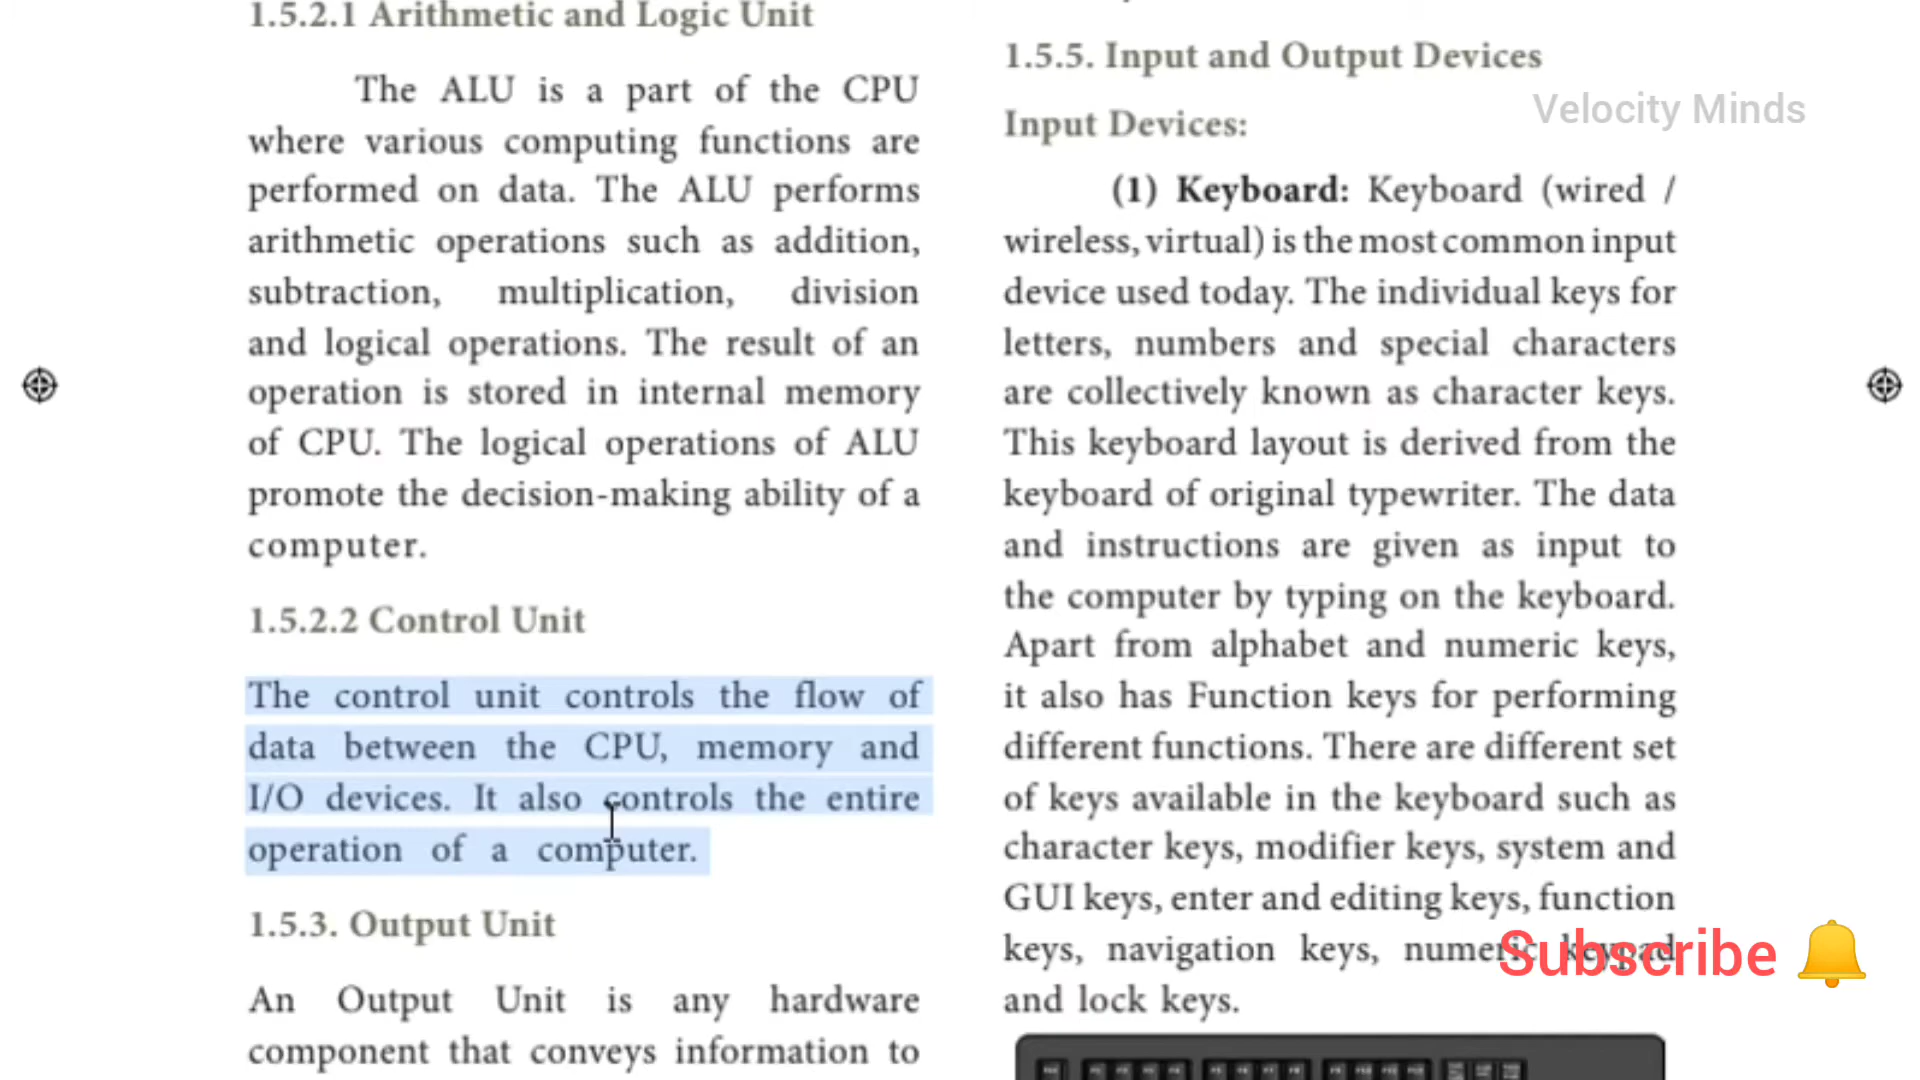 1.5.2.1 Arithmetic and Logic Unit
The ALU is a part of the CPU
where various computing functions are
performed on data. The ALU performs
arithmetic operations such as addition,
subtraction, multiplication, division
and logical operations. The result of an
operation is stored in internal memory
of CPU. The logical operations of ALU
promote the decision-making ability of a
computer.
1.5.2.2 Control Unit
The control unit controls the flow of
data between the CPU, memory and
I/O devices. It also controls the entire
operation of a computer.
1.5.3. Output Unit
An Output Unit is any hardware
component that conveys information to
1.5.5. Input and Output Devices
Velocity Minds
Input Devices:
(1) Keyboard: Keyboard (wired /
wireless, virtual) is the most common input
device used today. The individual keys for
letters, numbers and special characters
are collectively known as character keys.
This keyboard layout is derived from the
keyboard of original typewriter. The data
and instructions are given as input to
the computer by typing on the keyboard.
Apart from alphabet and numeric keys,
it also has Function keys for performing
different functions. There are different set
of keys available in the keyboard such as
character keys, modifier keys, system and
GUI keys, enter and editing keys, function
keys, navigation keys, numeric keypad
Subscribe
and lock keys.